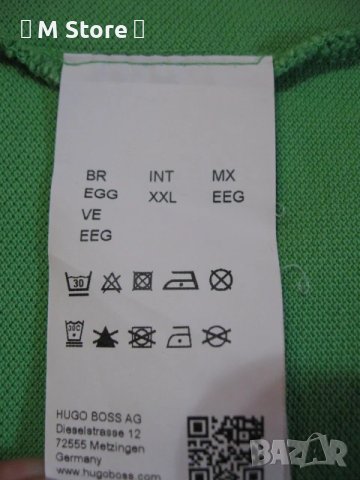 [ M Store ]
BR INT MX
EGG XXL EEG
VE
EEG
30
30°C
HUGO BOSS AG
Dieselstrasse 12
72555 Metzingen
www.hugoboss.com
BAZAR